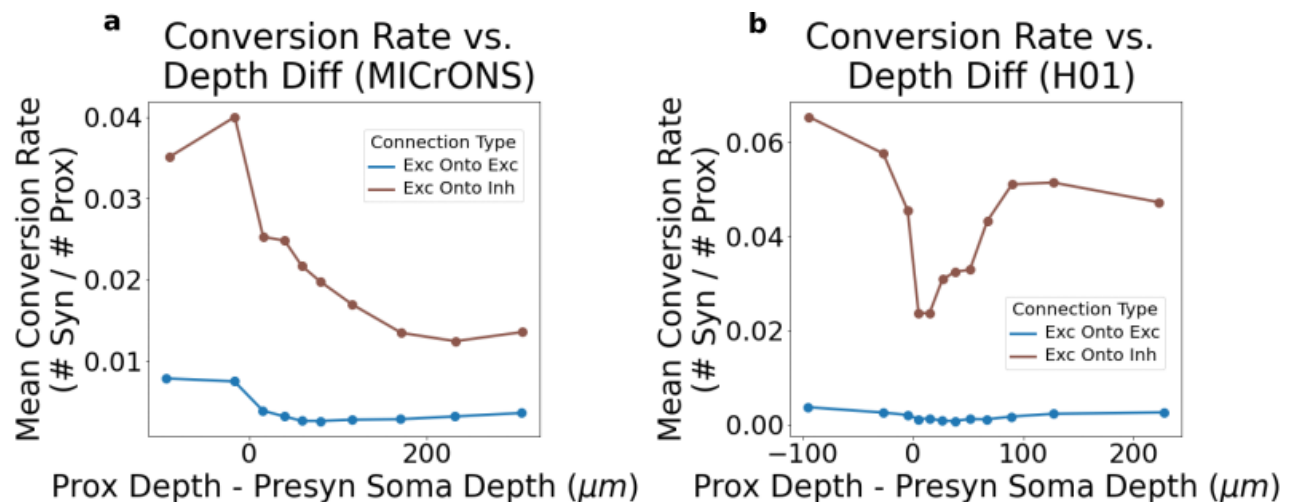 a
Conversion Rate vs.
Depth Diff (MICrONS)
Mean Conversion Rate
(# Syn / # Prox)
0.04
0.03
0.02
0.01
Connection Type
Exc Onto Exc
Exc Onto Inh
0
200
Prox Depth - Presyn Soma Depth (μm)
b
Conversion Rate vs.
Depth Diff (H01)
Mean Conversion Rate
(# Syn / # Prox)
0.06
0.04
0.02
0.00
Connection Type
Exc Onto Exc
Exc Onto Inh
−100
0
100
200
Prox Depth - Presyn Soma Depth (μm)